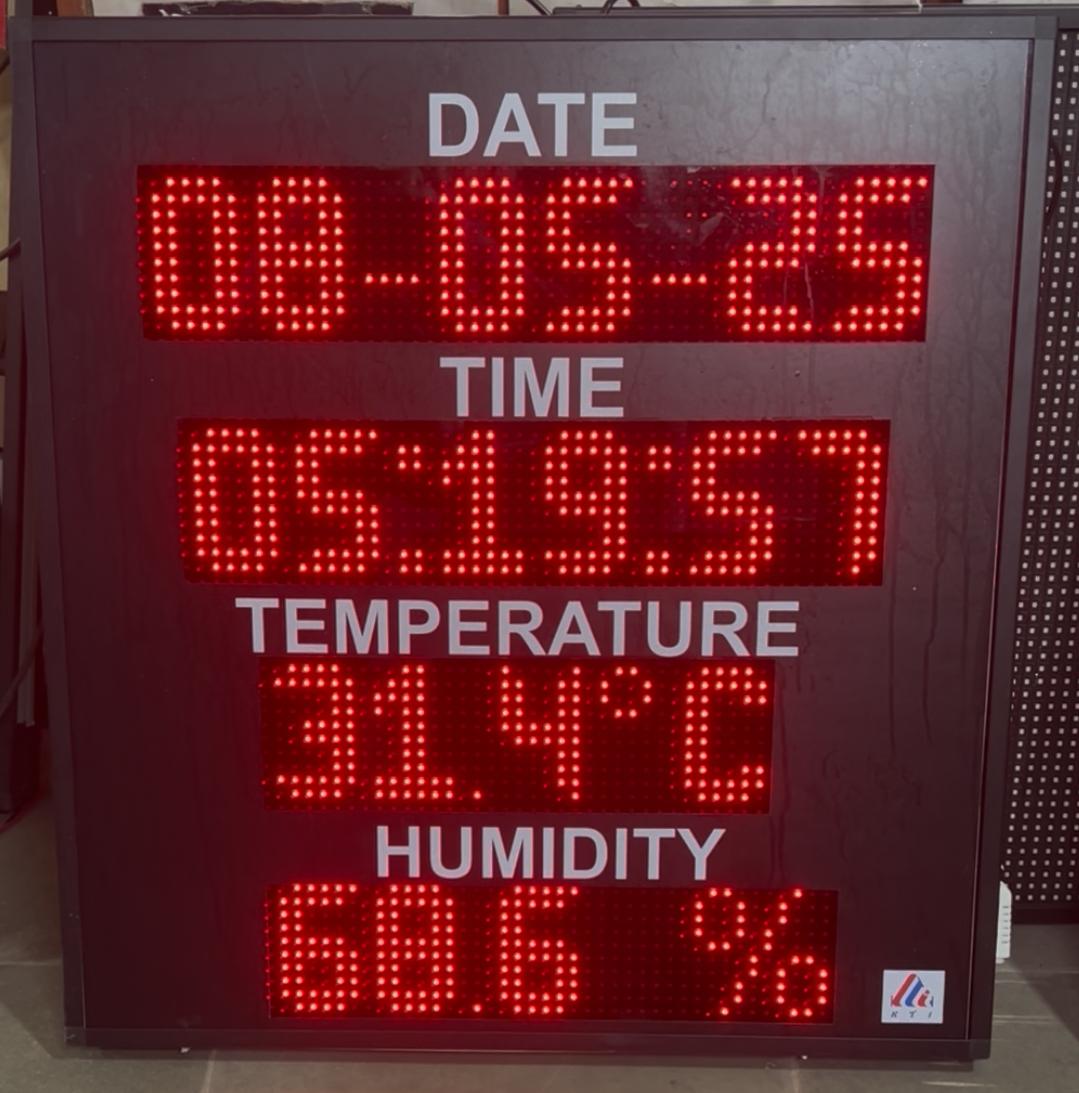 DATE
08-05-25
TIME
05:19:57
TEMPERATURE
31.4°C
HUMIDITY
68.6 %
KTI